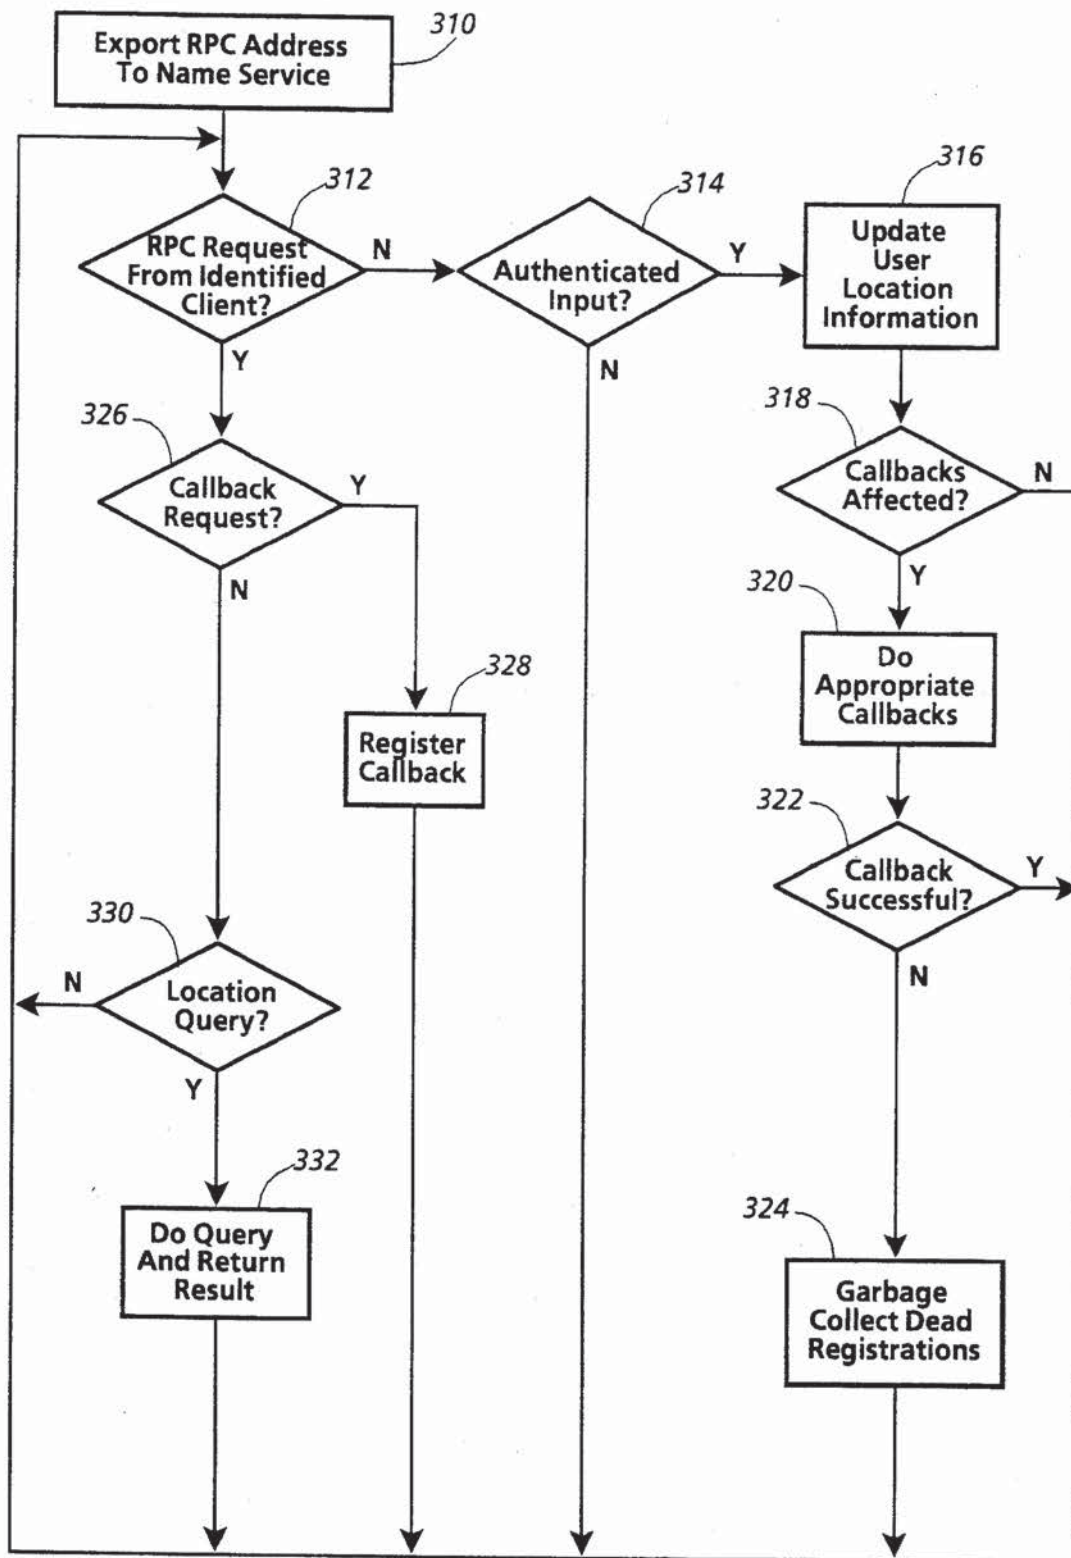 310
Export RPC Address
To Name Service
312
RPC Request
From Identified
Client?
N
Y
314
Authenticated
Input?
Y
N
316
Update
User
Location
Information
318
Callbacks
Affected?
N
Y
326
Callback
Request?
Y
N
320
Do
Appropriate
Callbacks
328
Register
Callback
322
Callback
Successful?
Y
N
330
Location
Query?
N
Y
332
Do Query
And Return
Result
324
Garbage
Collect Dead
Registrations